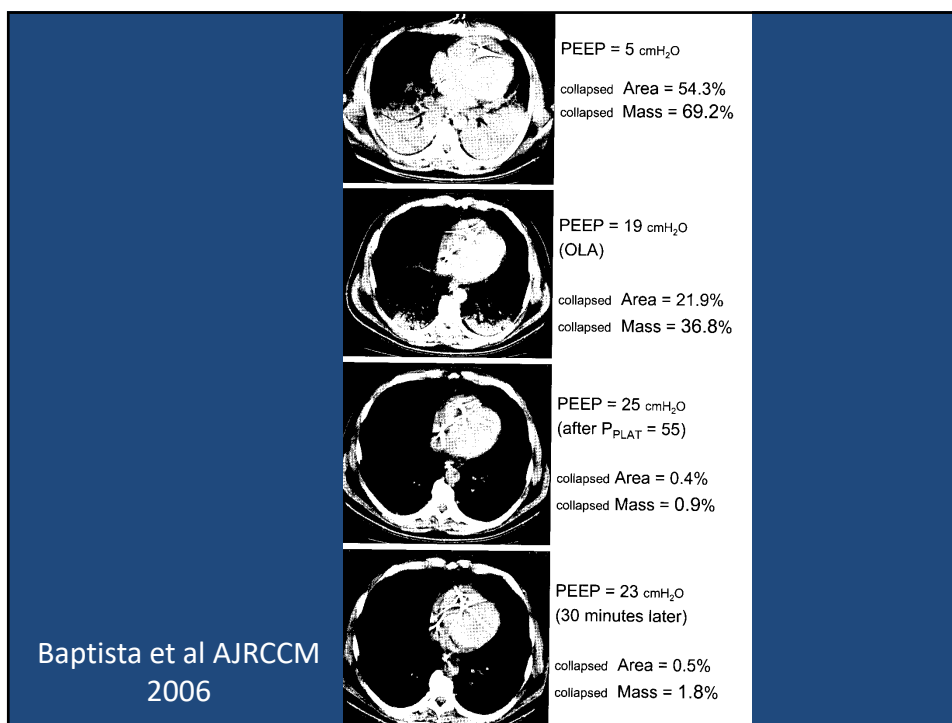 PEEP = 5 cmH₂O
collapsed Area = 54.3%
collapsed Mass = 69.2%
PEEP = 19 cmH₂O
(OLA)
collapsed Area = 21.9%
collapsed Mass = 36.8%
PEEP = 25 cmH₂O
(after P_PLAT = 55)
collapsed Area = 0.4%
collapsed Mass = 0.9%
PEEP = 23 cmH₂O
(30 minutes later)
collapsed Area = 0.5%
collapsed Mass = 1.8%
Baptista et al AJRCCM
2006